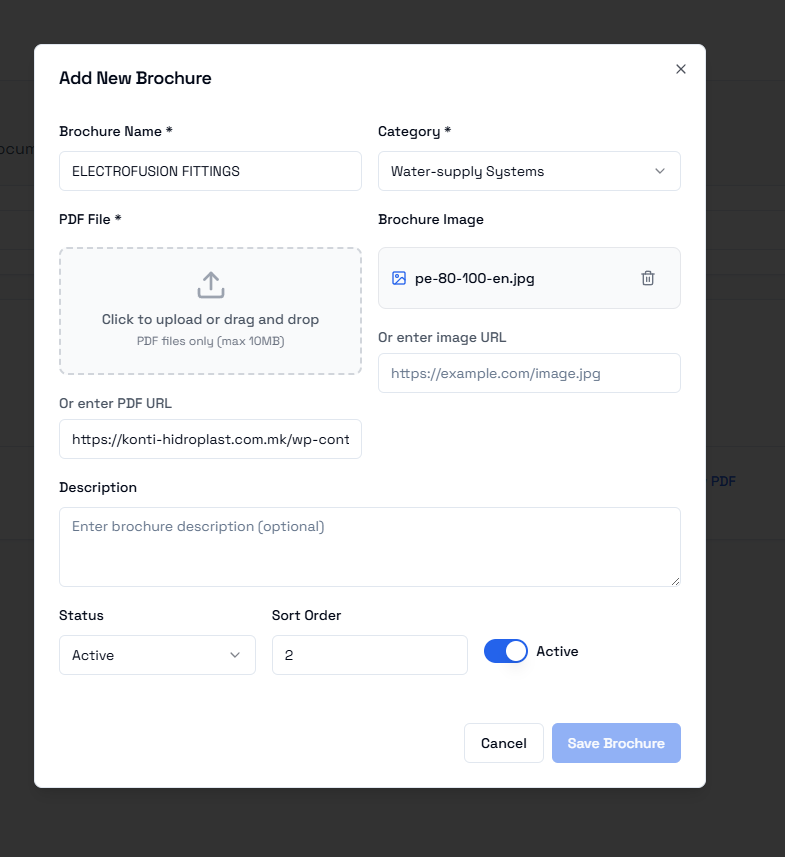 Add New Brochure
Brochure Name *
Category *
ELECTROFUSION FITTINGS
Water-supply Systems
PDF File *
Brochure Image
Click to upload or drag and drop
PDF files only (max 10MB)
pe-80-100-en.jpg
Or enter image URL
https://example.com/image.jpg
Or enter PDF URL
https://konti-hidroplast.com.mk/wp-cont
PDF
Description
Enter brochure description (optional)
Status
Sort Order
Active
2
Active
Cancel
Save Brochure